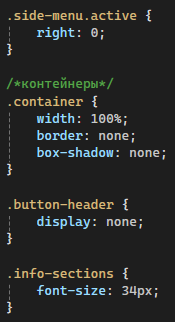 .side-menu.active {
    right: 0;
}

/*контейнеры*/
.container {
    width: 100%;
    border: none;
    box-shadow: none;
}

.button-header {
    display: none;
}

.info-sections {
    font-size: 34px;
}